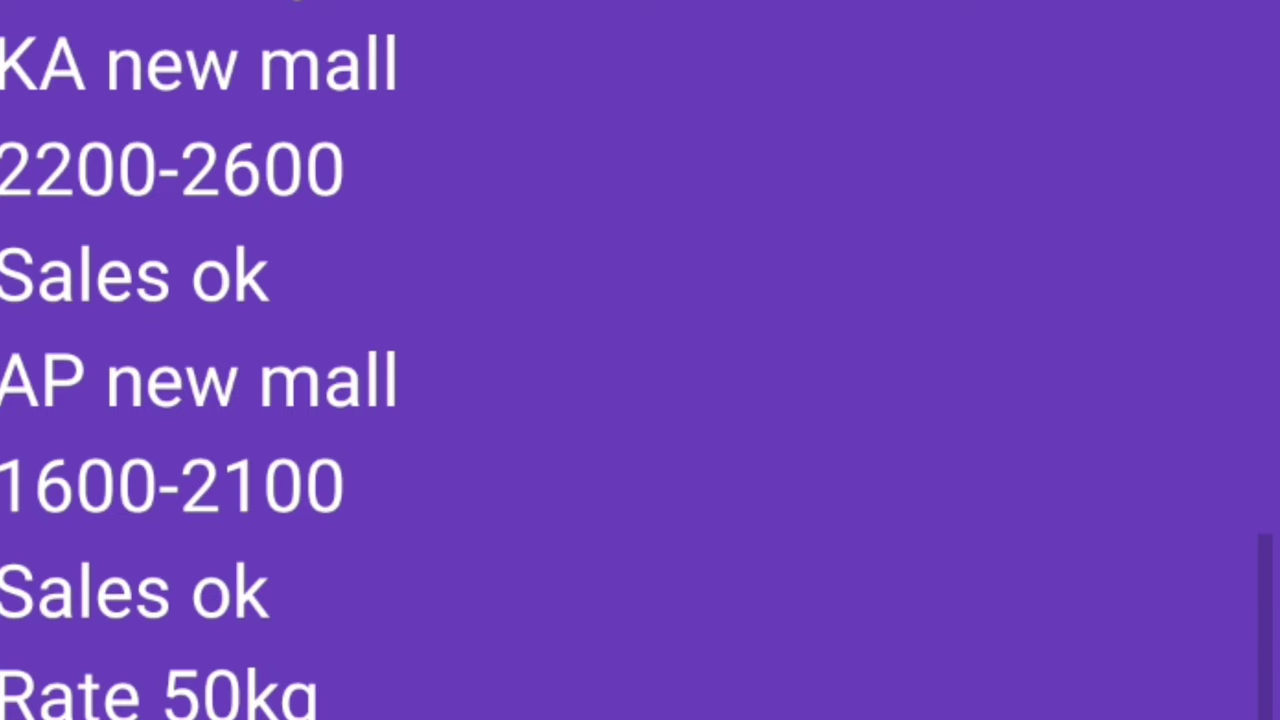 KA new mall
2200-2600
Sales ok
AP new mall
1600-2100
Sales ok
Rate 50kg